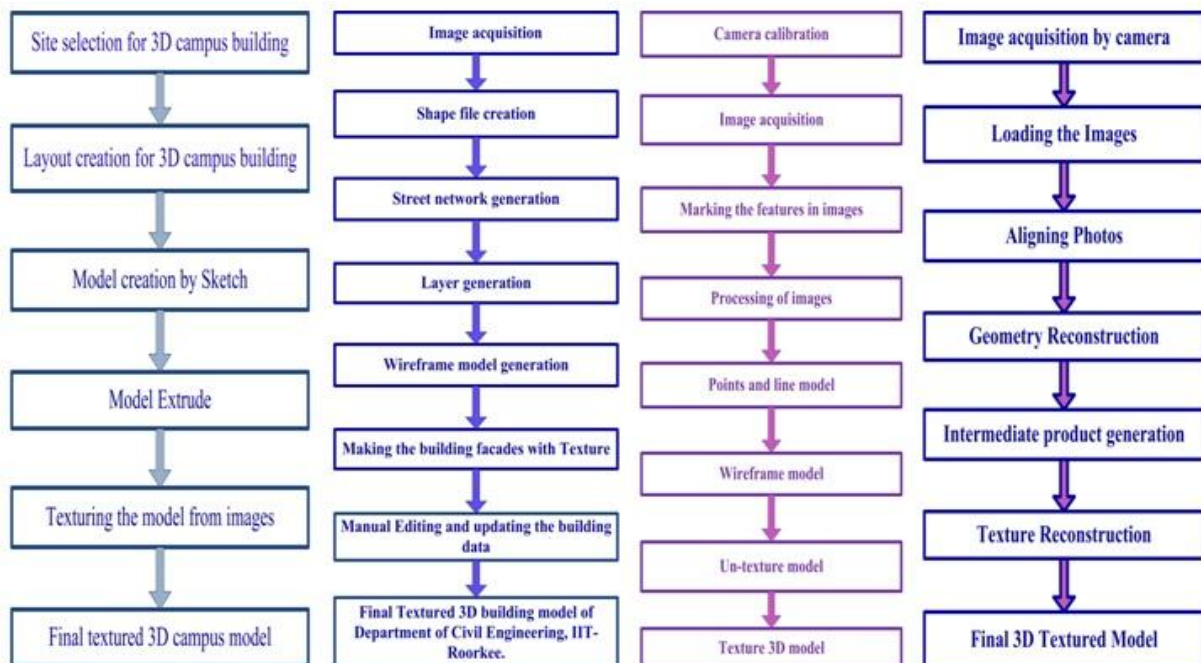 Site selection for 3D campus building
Layout creation for 3D campus building
Model creation by Sketch
Model Extrude
Texturing the model from images
Final textured 3D campus model
Image acquisition
Shape file creation
Street network generation
Layer generation
Wireframe model generation
Making the building facades with Texture
Manual Editing and updating the building
data
Final Textured 3D building model of
Department of Civil Engineering, IIT-
Roorkee.
Camera calibration
Image acquisition
Marking the features in images
Processing of images
Points and line model
Wireframe model
Un-texture model
Texture 3D model
Image acquisition by camera
Loading the Images
Aligning Photos
Geometry Reconstruction
Intermediate product generation
Texture Reconstruction
Final 3D Textured Model